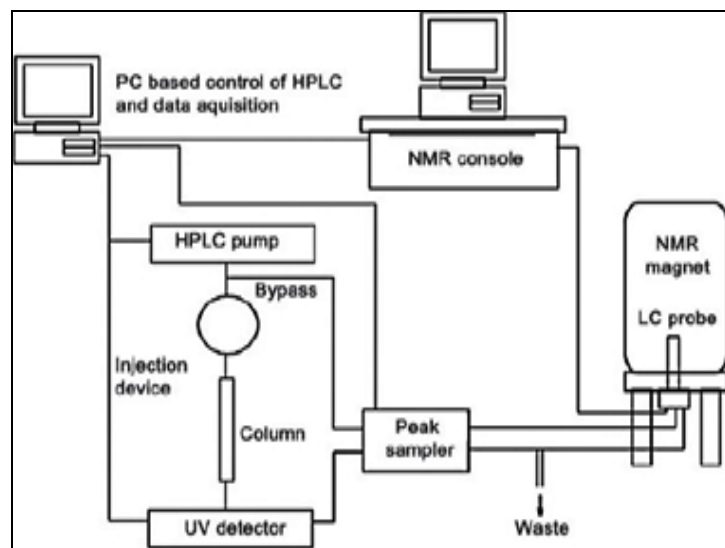 PC based control of HPLC
and data aquisition
NMR console
HPLC pump
Bypass
NMR
magnet
LC probe
Injection
device
Column
Peak
sampler
UV detector
Waste